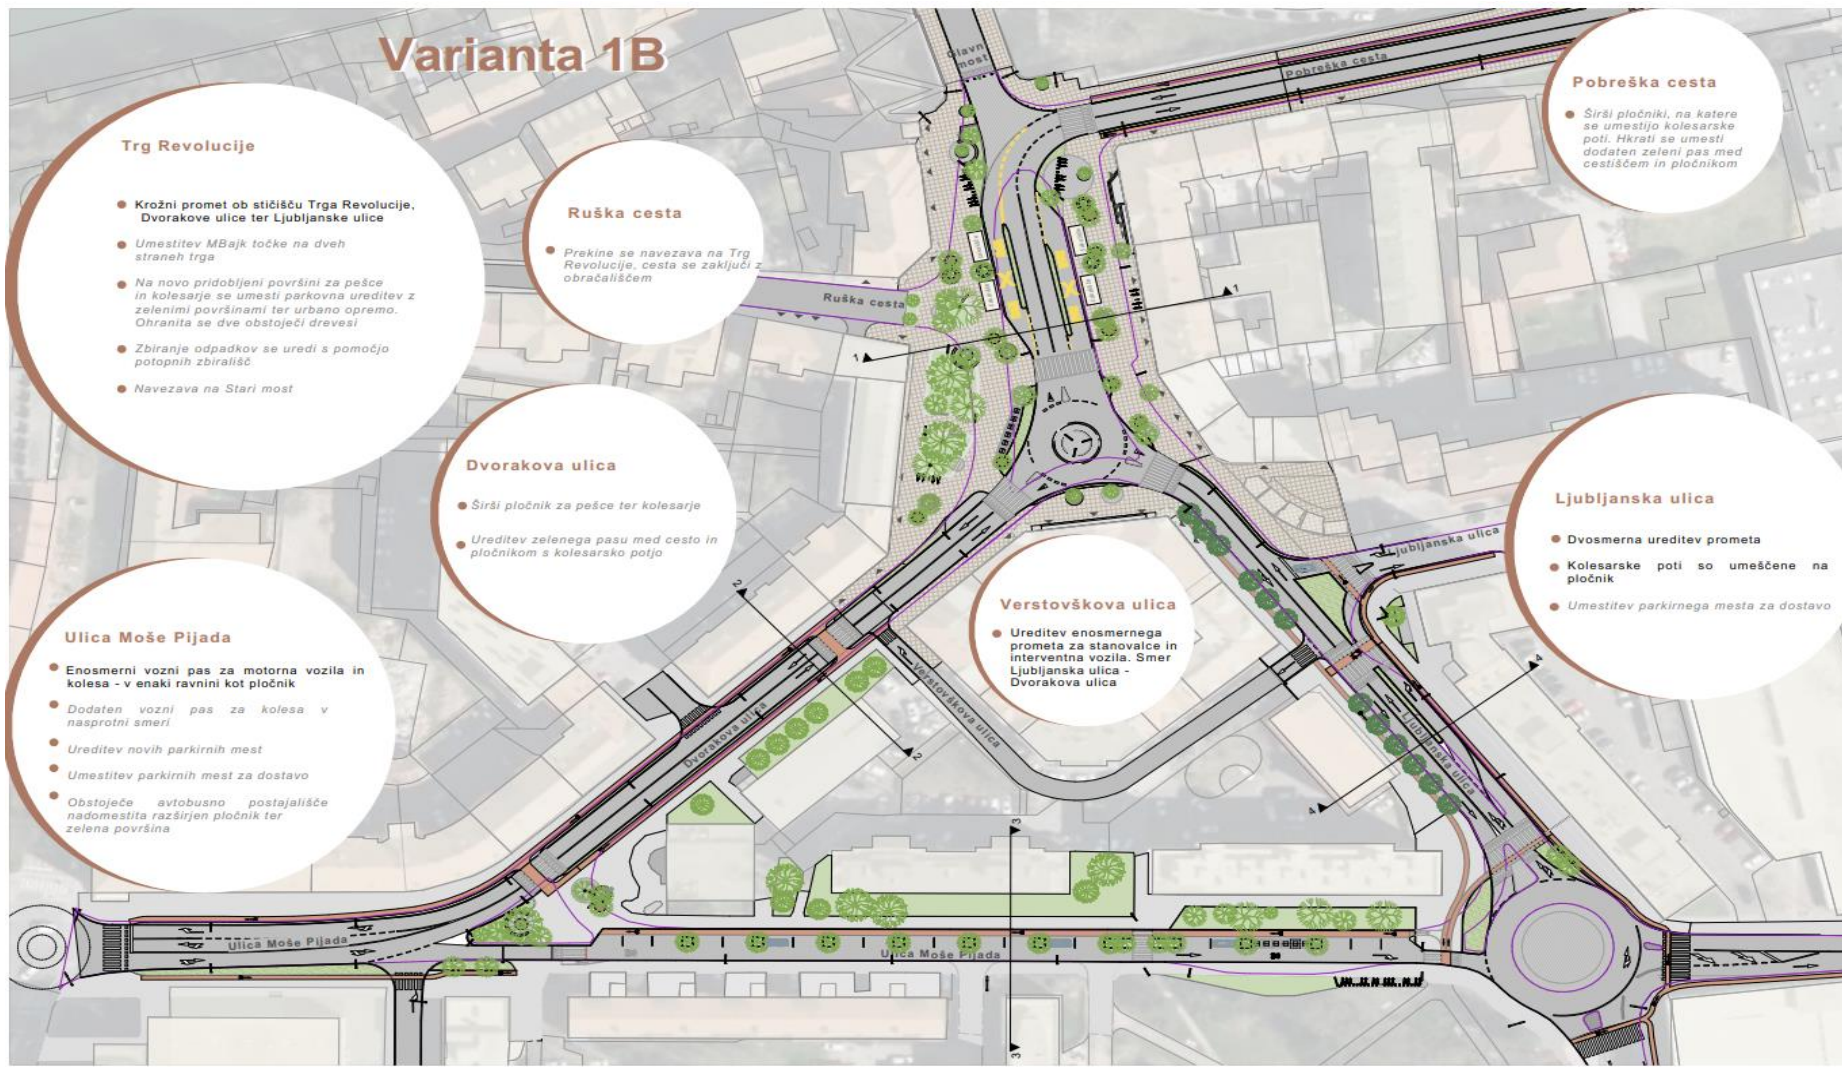 Varianta 1B
Glavni
most
Pobreška cesta
Pobreška cesta
Širši pločniki, na katere
se umestijo kolesarske
poti. Hkrati se umesti
dodaten zeleni pas med
cestiščem in pločnikom
Trg Revolucije
Krožni promet ob stičišču Trga Revolucije,
Dvorakove ulice ter Ljubljanske ulice
Umestitev MBajk točke na dveh
straneh trga
Na novo pridobljeni površini za pešce
in kolesarje se umesti parkovna ureditev z
zelenimi površinami ter urbano opremo.
Ohranita se dve obstoječi drevesi
Zbiranje odpadkov se uredi s pomočjo
potopnih zbirališč
Navezava na Stari most
Ruška cesta
Prekine se navezava na Trg
Revolucije, cesta se zaključi z
obračališčem
Ruška cesta
1
1
Dvorakova ulica
Širši pločnik za pešce ter kolesarje
Ureditev zelenega pasu med cesto in
pločnikom s kolesarsko potjo
Ljubljanska ulica
Dvosmerna ureditev prometa
Kolesarske poti so umeščene na
pločnik
Umestitev parkirnega mesta za dostavo
Ljubljanska ulica
Verstovškova ulica
Ureditev enosmernega
prometa za stanovalce in
interventna vozila. Smer
Ljubljanska ulica -
Dvorakova ulica
Ulica Moše Pijada
Enosmerni vozni pas za motorna vozila in
kolesa - v enaki ravnini kot pločnik
Dodaten vozni pas za kolesa v
nasprotni smeri
Ureditev novih parkirnih mest
Umestitev parkirnih mest za dostavo
Obstoječe avtobusno postajališče
nadomestita razširjen pločnik ter
zelena površina
2
2
Verstovškova ulica
Dvorakova ulica
Ljubljanska ulica
4
4
3
3
Ulica Moše Pijada
Ulica Moše Pijada